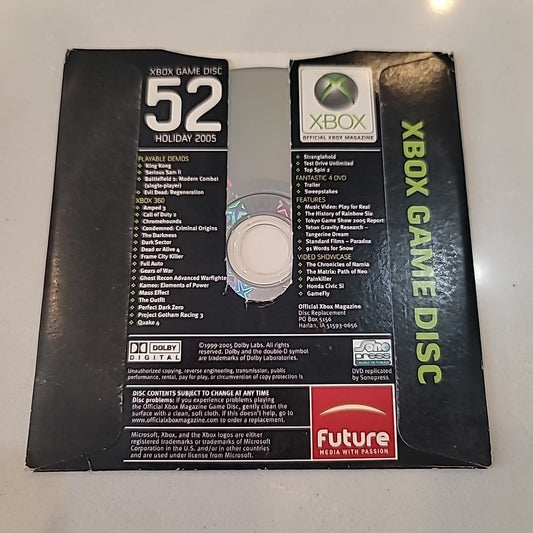 XBOX GAME DISC
52
HOLIDAY 2005
PLAYABLE DEMOS
King Kong
Serious Sam II
Battlefield 2: Modern Combat
(single-player)
Evil Dead: Regeneration
XBOX 360
Amped 3
Call of Duty 2
Chromehounds
Condemned: Criminal Origins
The Darkness
Dark Sector
Dead or Alive 4
Frame City Killer
Full Auto
Gears of War
Ghost Recon Advanced Warfighter
Kameo: Elements of Power
Mass Effect
The Outfit
Perfect Dark Zero
Project Gotham Racing 3
Quake 4
XBOX
OFFICIAL XBOX MAGAZINE
Stranglehold
Test Drive Unlimited
Top Spin 2
FANTASTIC 4 DVD
Trailer
Sweepstakes
FEATURES
Music Video: Play for Real
The History of Rainbow Six
Tokyo Game Show 2005 Report
Teton Gravity Research –
Tangerine Dream
Standard Films – Paradox
91 Words for Snow
VIDEO SHOWCASE
The Chronicles of Narnia
The Matrix: Path of Neo
Painkiller
Honda Civic Si
GameFly
Official Xbox Magazine
Disc Replacement
PO Box 5156
Harlan, IA 51593-0656
XBOX GAME DISC
DOLBY
DIGITAL
©1999-2005 Dolby Labs. All rights
reserved. Dolby and the double-D symbol
are trademarks of Dolby Laboratories.
sono
press
DVD replicated
by Sonopress
Unauthorized copying, reverse engineering, transmission, public
performance, rental, pay for play, or circumvention of copy protection is
DISC CONTENTS SUBJECT TO CHANGE AT ANY TIME
Disc problems: If you experience problems playing
the Official Xbox Magazine Game Disc, gently clean the
surface with a clean, soft cloth. If this doesn't help, go to
www.officialxboxmagazine.com to order a replacement.
Microsoft, Xbox, and the Xbox logos are either
registered trademarks or trademarks of Microsoft
Corporation in the U.S. and/or in other countries
and are used under license from Microsoft.
Future
MEDIA WITH PASSION